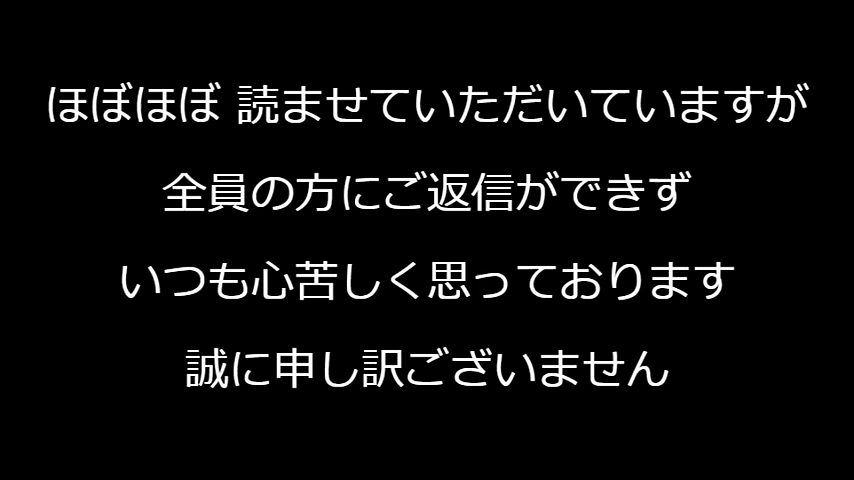 ほぼほぼ 読ませていただいていますが
全員の方にご返信ができず
いつも心苦しく思っております
誠に申し訳ございません